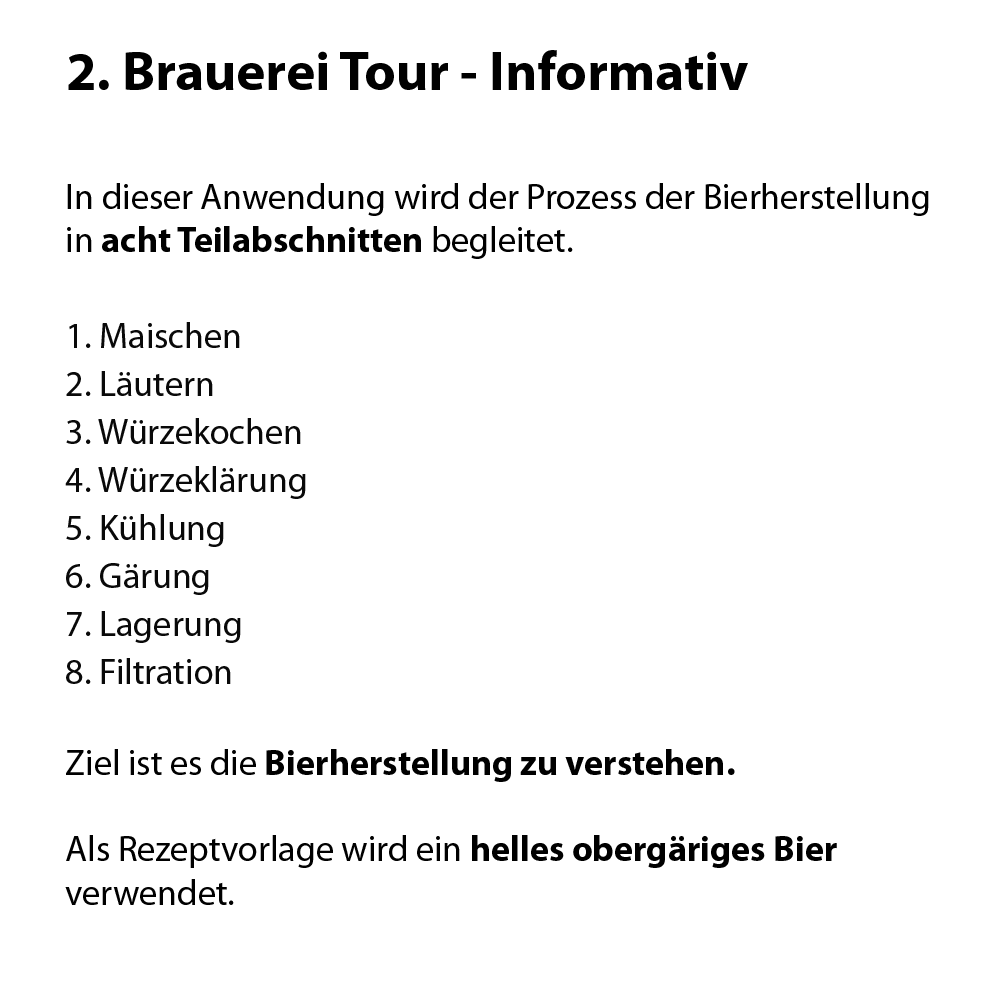 2. Brauerei Tour - Informativ
In dieser Anwendung wird der Prozess der Bierherstellung
in acht Teilabschnitten begleitet.
1. Maischen
2. Läutern
3. Würzekochen
4. Würzeklärung
5. Kühlung
6. Gärung
7. Lagerung
8. Filtration
Ziel ist es die Bierherstellung zu verstehen.
Als Rezeptvorlage wird ein helles obergäriges Bier
verwendet.